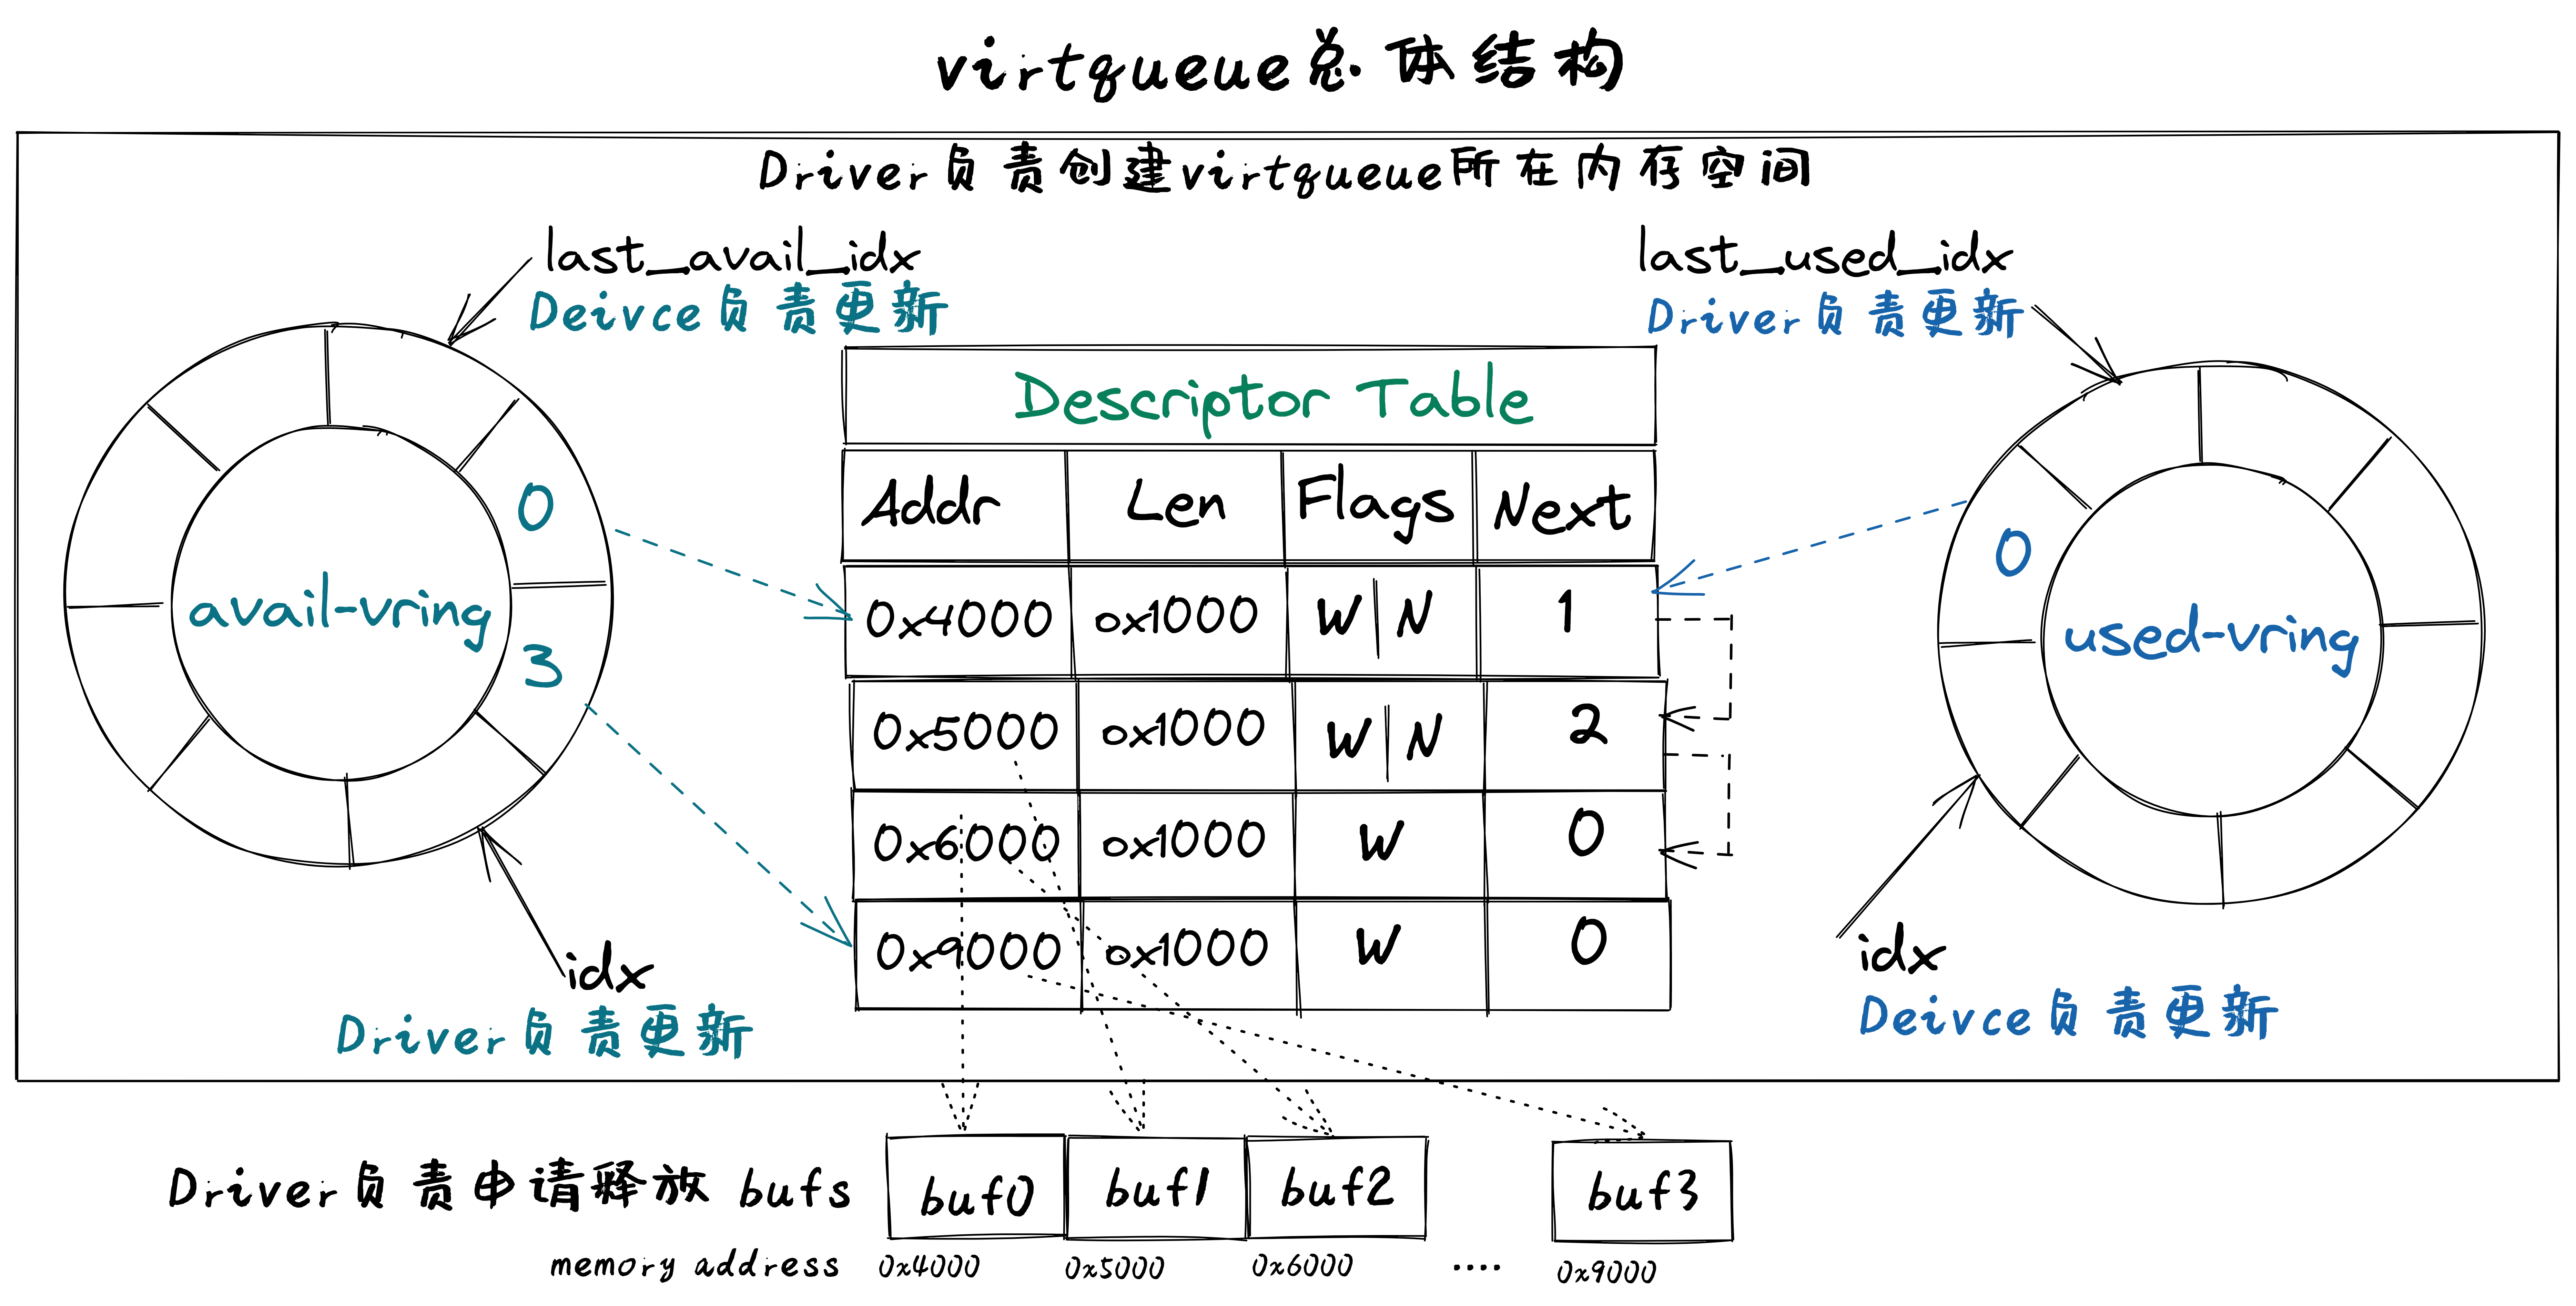 virtqueue总体结构
Driver负责创建virtqueue所在内存空间
last_avail_idx
Deivce负责更新
last_used_idx
Driver负责更新
Descriptor Table
Addr Len Flags Next
0x4000 0x1000 W|N 1
0x5000 0x1000 W|N 2
0x6000 0x1000 W 0
0x9000 0x1000 W 0
0
avail-vring
3
0
used-vring
idx
Driver负责更新
idx
Deivce负责更新
Driver负责申请释放 bufs
buf0 buf1 buf2 buf3
memory address 0x4000 0x5000 0x6000 .... 0x9000